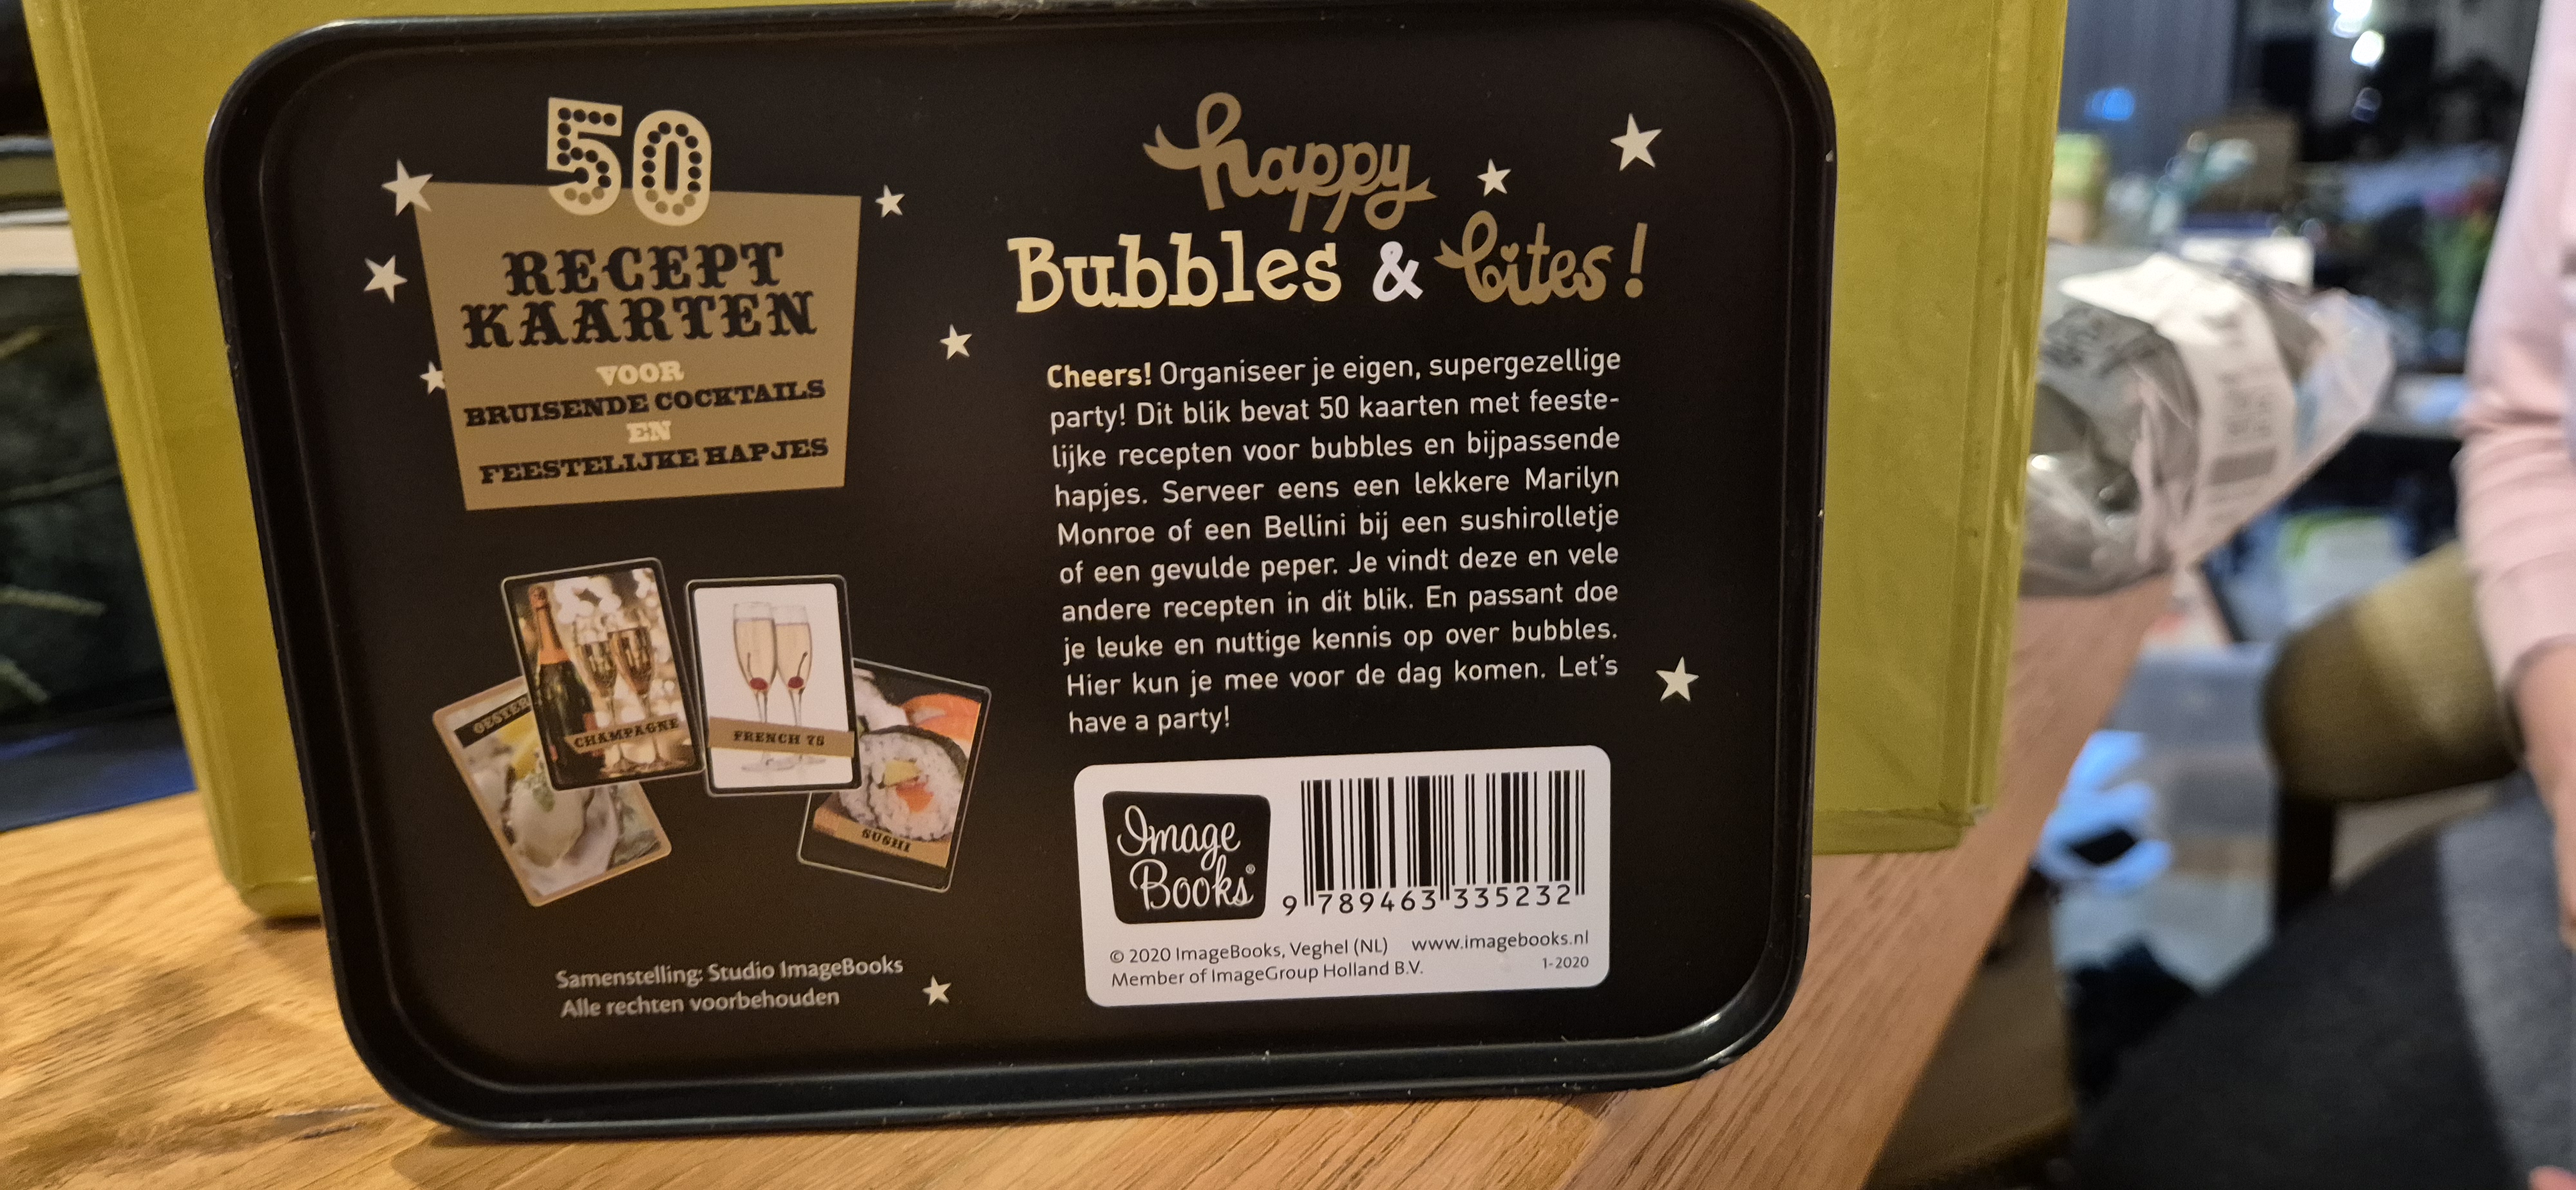 50
RECEPT
KAARTEN
VOOR
BRUISENDE COCKTAILS
EN
FEESTELIJKE HAPJES
OESTER
CHAMPAGNE
FRENCH 75
SUSHI
Samenstelling: Studio ImageBooks
Alle rechten voorbehouden
happy
Bubbles & bites!
Cheers! Organiseer je eigen, supergezellige
party! Dit blik bevat 50 kaarten met feeste-
lijke recepten voor bubbles en bijpassende
hapjes. Serveer eens een lekkere Marilyn
Monroe of een Bellini bij een sushirolletje
of een gevulde peper. Je vindt deze en vele
andere recepten in dit blik. En passant doe
je leuke en nuttige kennis op over bubbles.
Hier kun je mee voor de dag komen. Let's
have a party!
Image
Books®
9 789463 335232
© 2020 ImageBooks, Veghel (NL) www.imagebooks.nl
Member of ImageGroup Holland B.V. 1-2020